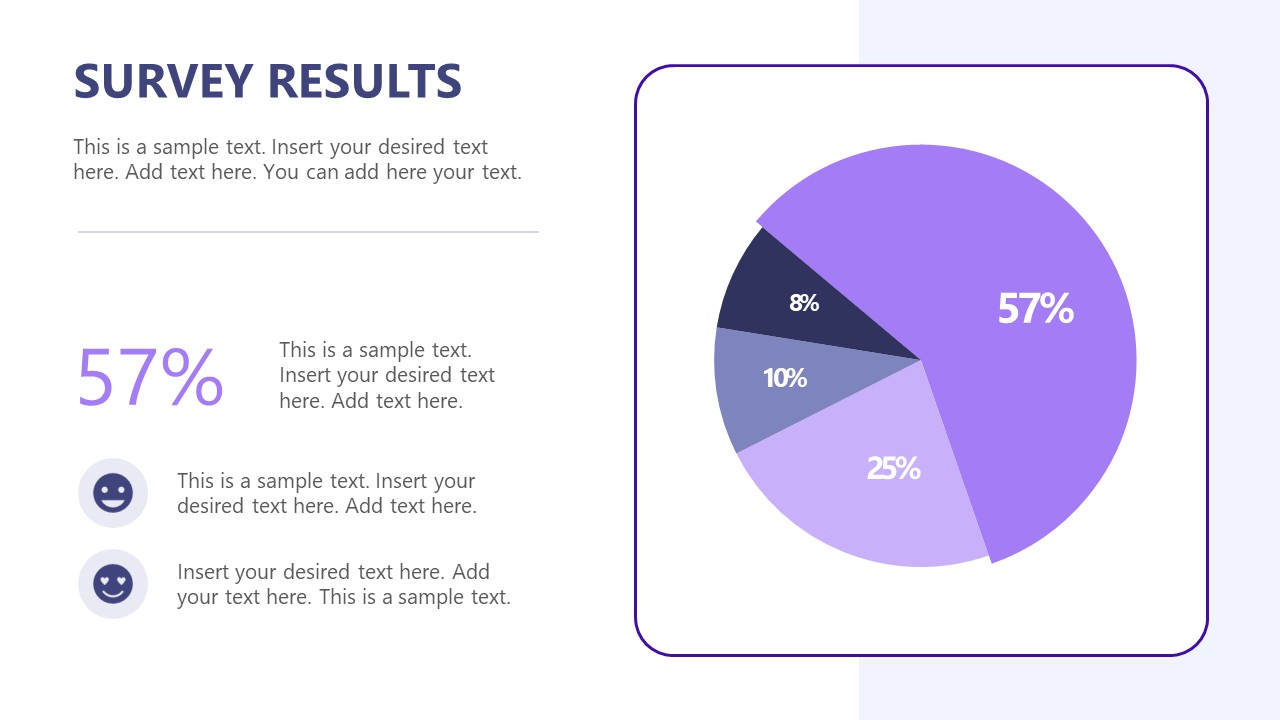 SURVEY RESULTS
This is a sample text. Insert your desired text
here. Add text here. You can add here your text.
57%
This is a sample text.
Insert your desired text
here. Add text here.
This is a sample text. Insert your
desired text here. Add text here.
Insert your desired text here. Add
your text here. This is a sample text.
57%
8%
10%
25%